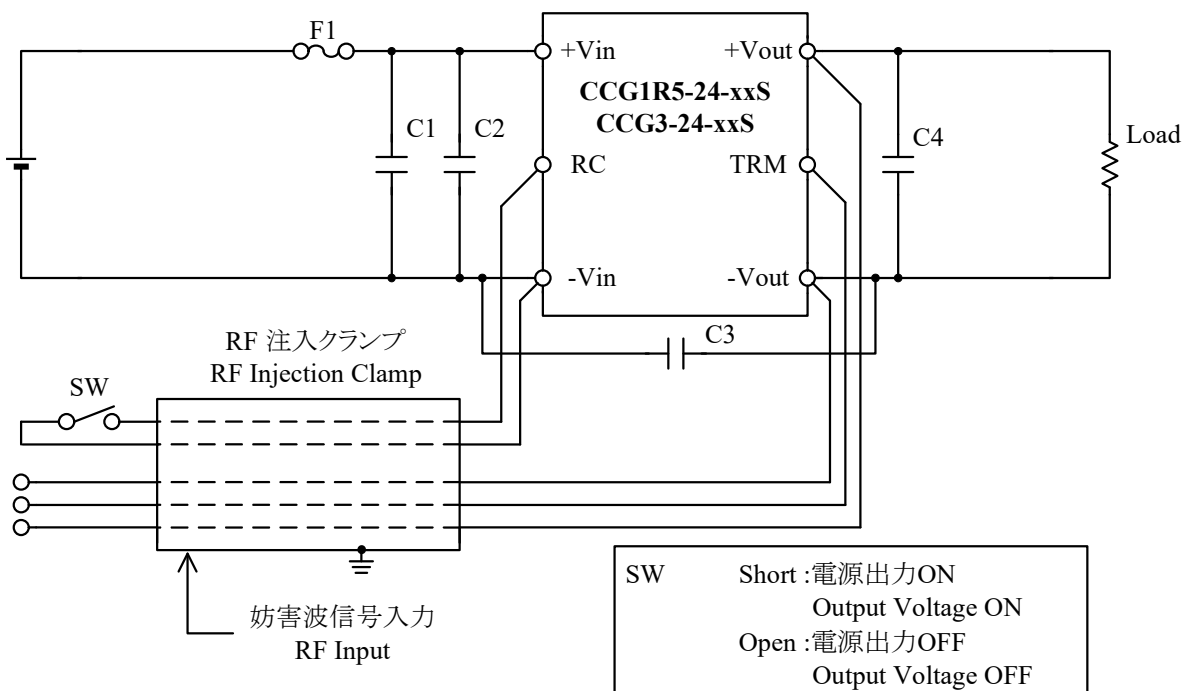 F1
+Vin
+Vout
CCG1R5-24-xxS
CCG3-24-xxS
C1
C2
C4
Load
RC
TRM
-Vin
-Vout
C3
RF 注入クランプ
RF Injection Clamp
SW
妨害波信号入力
RF Input
SW Short :電源出力ON
Output Voltage ON
Open :電源出力OFF
Output Voltage OFF